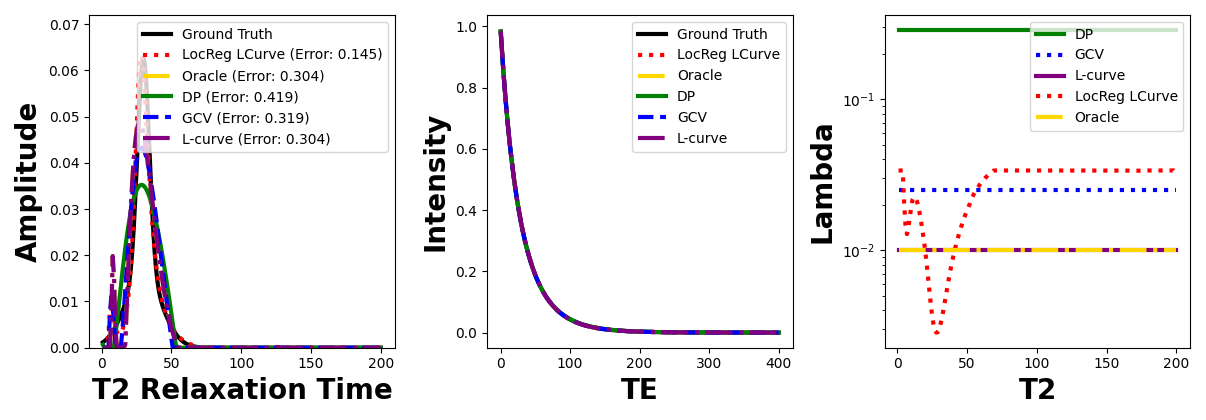 0.07
0.06
0.05
0.04
0.03
0.02
0.01
0.00
Amplitude
0
50
100
150
200
T2 Relaxation Time
Ground Truth
LocReg LCurve (Error: 0.145)
Oracle (Error: 0.304)
DP (Error: 0.419)
GCV (Error: 0.319)
L-curve (Error: 0.304)
1.0
0.8
0.6
0.4
0.2
0.0
Intensity
0
100
200
300
400
TE
Ground Truth
LocReg LCurve
Oracle
DP
GCV
L-curve
10⁻¹
10⁻²
Lambda
0
50
100
150
200
T2
DP
GCV
L-curve
LocReg LCurve
Oracle